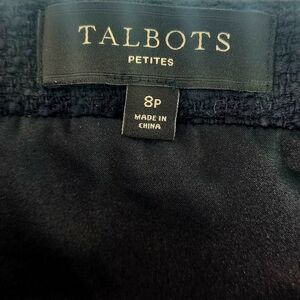 TALBOTS
PETITES
8P
MADE IN
CHINA